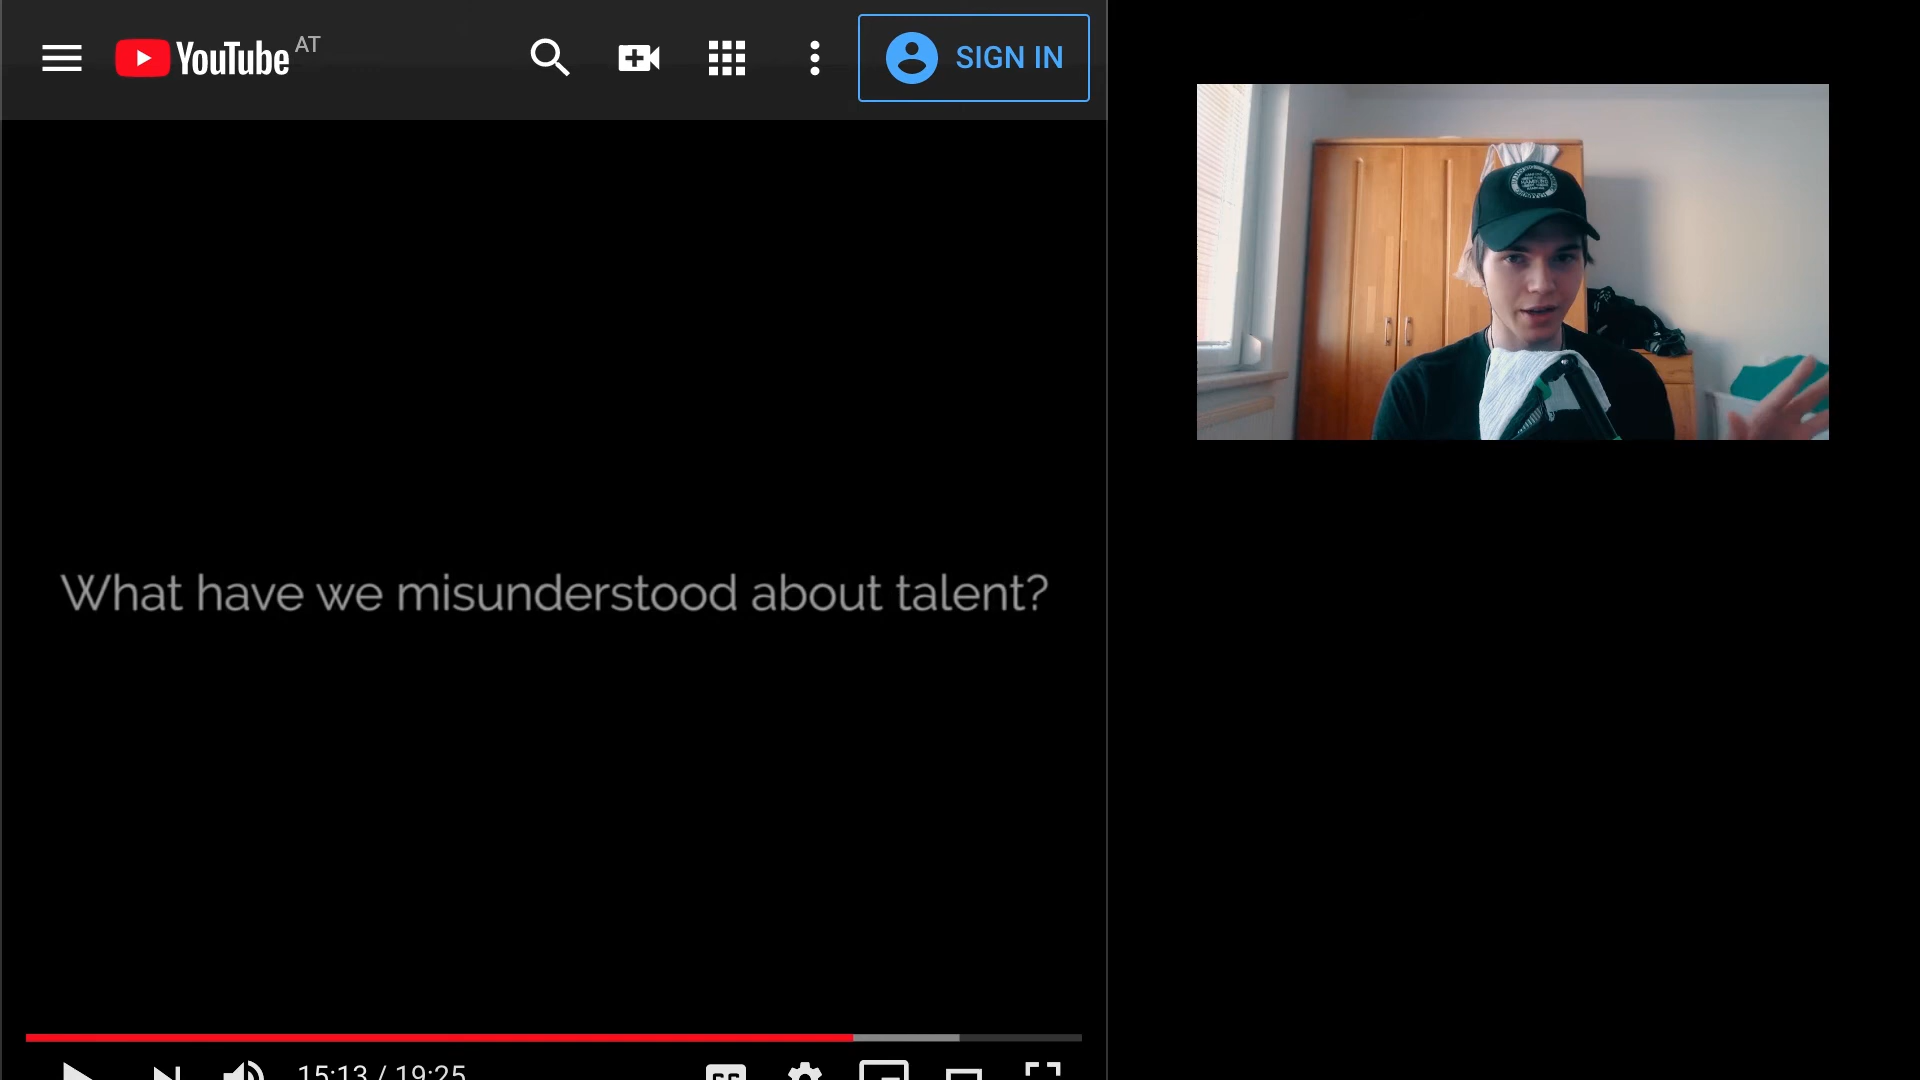 YouTube AT
SIGN IN
What have we misunderstood about talent?
15:13 / 19:25